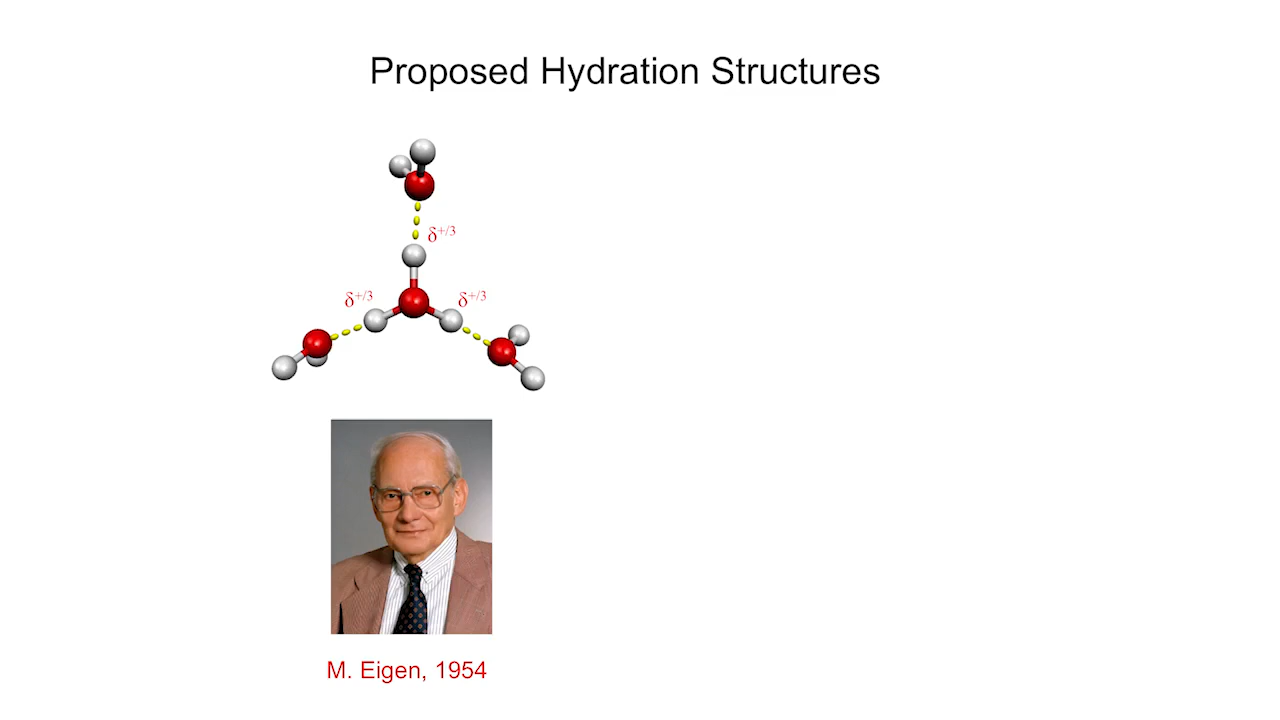 Proposed Hydration Structures
δ+/3
δ+/3
δ+/3
M. Eigen, 1954